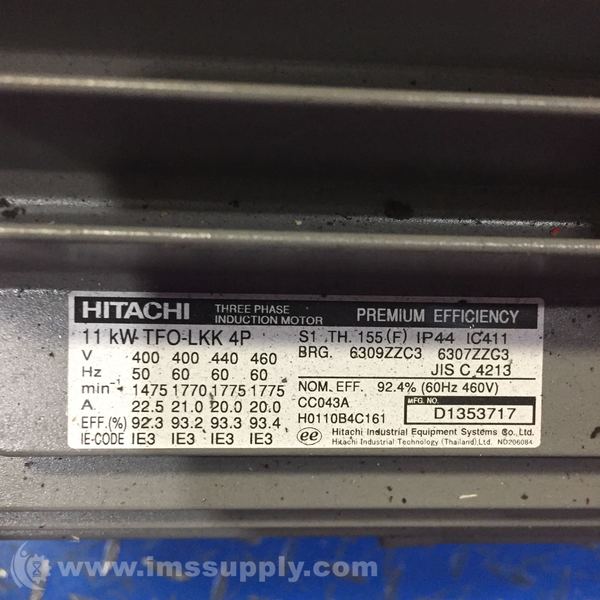 HITACHI THREE PHASE INDUCTION MOTOR PREMIUM EFFICIENCY
11 kW TFO-LKK 4P S1 TH. 155 (F) IP44 IC411
V 400 400 440 460 BRG. 6309ZZC3 6307ZZC3
Hz 50 60 60 60 JIS C 4213
min⁻¹ 1475 1770 1775 1775 NOM. EFF. 92.4% (60Hz 460V)
A. 22.5 21.0 20.0 20.0 CC043A MFG. NO. D1353717
EFF.(%) 92.3 93.2 93.3 93.4 H0110B4C161
IE-CODE IE3 IE3 IE3 IE3 ee Hitachi Industrial Equipment Systems Co.,Ltd.
Hitachi Industrial Technology (Thailand),Ltd. ND206084
www.imssupply.com